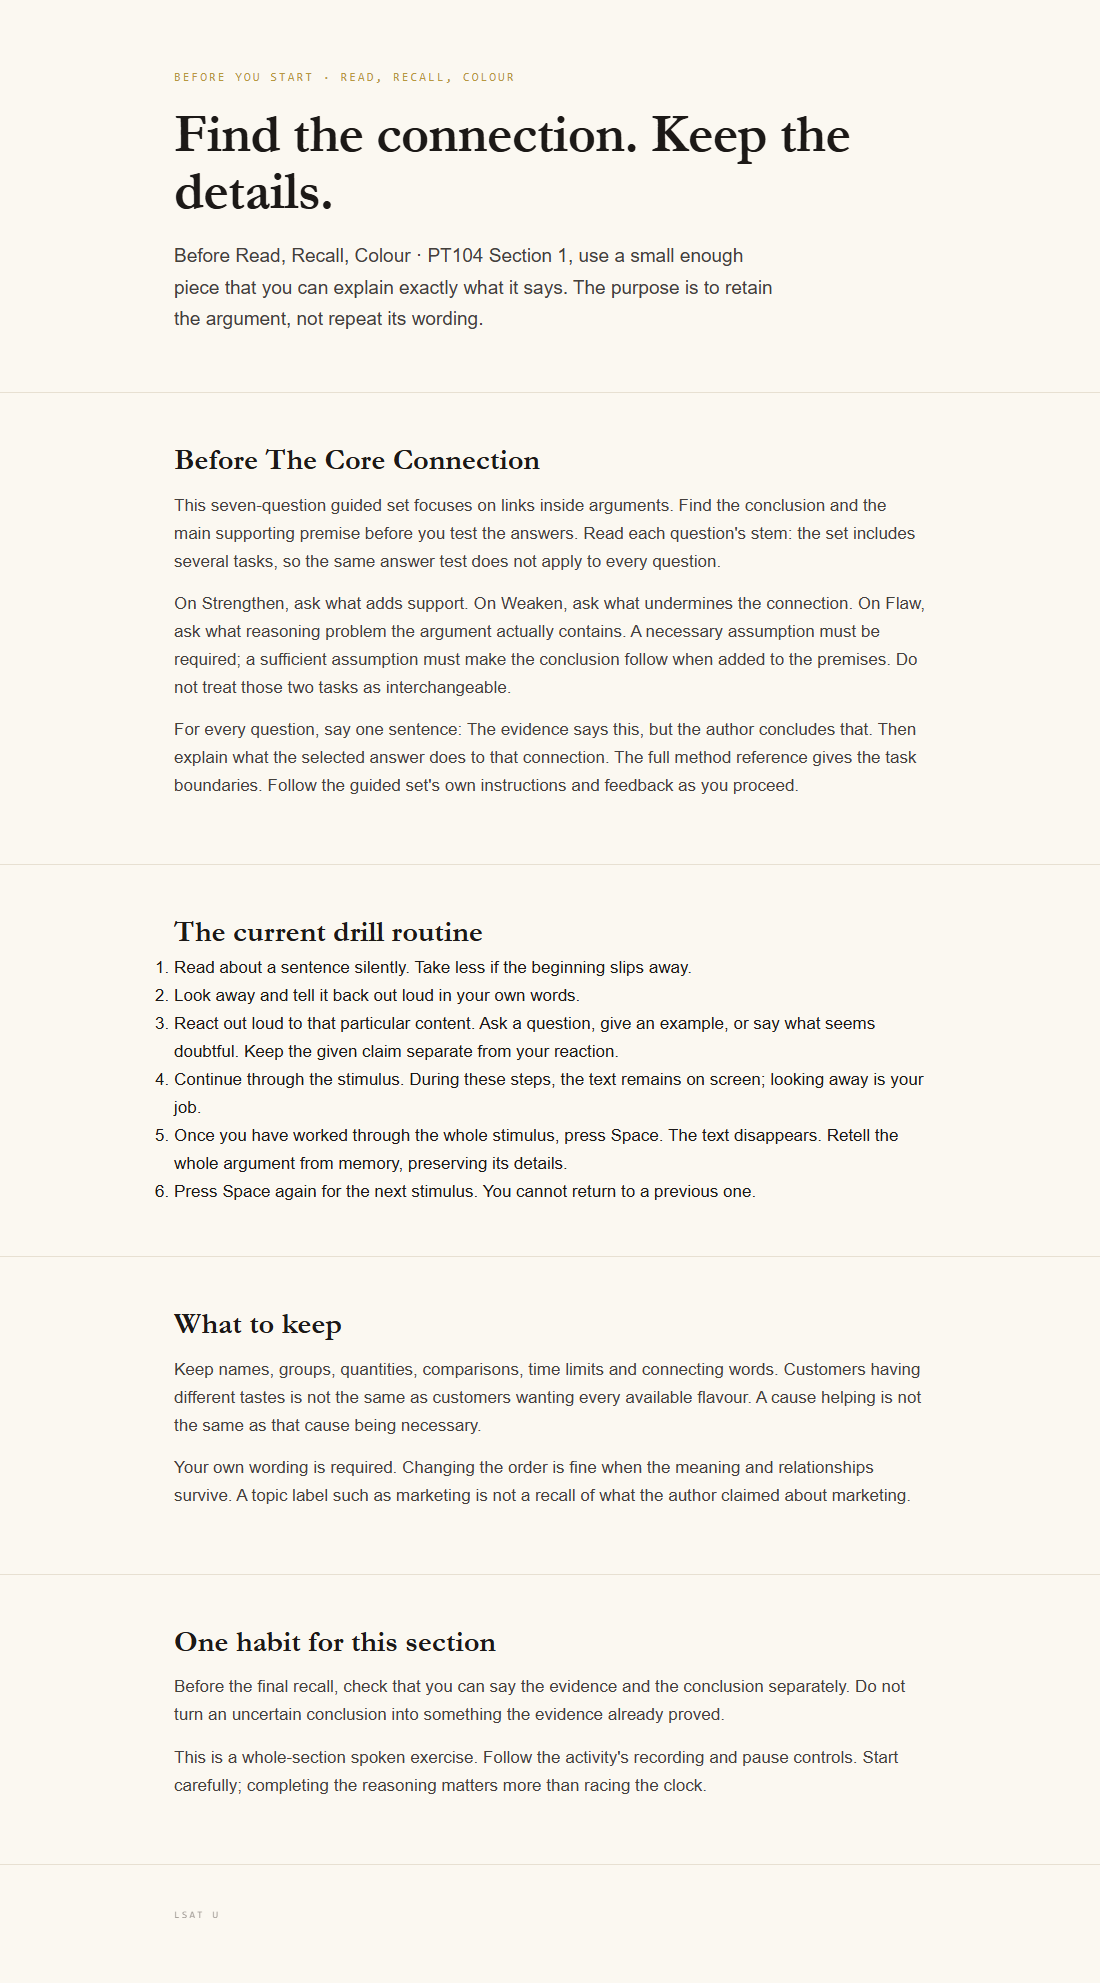 BEFORE YOU START · READ, RECALL, COLOUR
Find the connection. Keep the
details.
Before Read, Recall, Colour · PT104 Section 1, use a small enough
piece that you can explain exactly what it says. The purpose is to retain
the argument, not repeat its wording.
Before The Core Connection
This seven-question guided set focuses on links inside arguments. Find the conclusion and the
main supporting premise before you test the answers. Read each question's stem: the set includes
several tasks, so the same answer test does not apply to every question.
On Strengthen, ask what adds support. On Weaken, ask what undermines the connection. On Flaw,
ask what reasoning problem the argument actually contains. A necessary assumption must be
required; a sufficient assumption must make the conclusion follow when added to the premises. Do
not treat those two tasks as interchangeable.
For every question, say one sentence: The evidence says this, but the author concludes that. Then
explain what the selected answer does to that connection. The full method reference gives the task
boundaries. Follow the guided set's own instructions and feedback as you proceed.
The current drill routine
1. Read about a sentence silently. Take less if the beginning slips away.
2. Look away and tell it back out loud in your own words.
3. React out loud to that particular content. Ask a question, give an example, or say what seems
doubtful. Keep the given claim separate from your reaction.
4. Continue through the stimulus. During these steps, the text remains on screen; looking away is your
job.
5. Once you have worked through the whole stimulus, press Space. The text disappears. Retell the
whole argument from memory, preserving its details.
6. Press Space again for the next stimulus. You cannot return to a previous one.
What to keep
Keep names, groups, quantities, comparisons, time limits and connecting words. Customers having
different tastes is not the same as customers wanting every available flavour. A cause helping is not
the same as that cause being necessary.
Your own wording is required. Changing the order is fine when the meaning and relationships
survive. A topic label such as marketing is not a recall of what the author claimed about marketing.
One habit for this section
Before the final recall, check that you can say the evidence and the conclusion separately. Do not
turn an uncertain conclusion into something the evidence already proved.
This is a whole-section spoken exercise. Follow the activity's recording and pause controls. Start
carefully; completing the reasoning matters more than racing the clock.
LSAT U